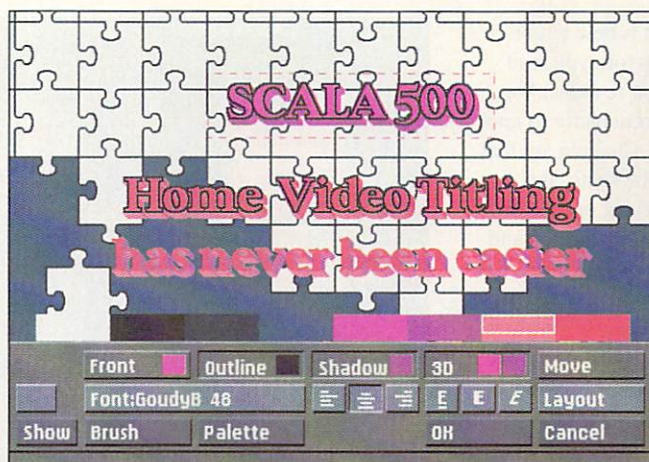 SCALA 500
Home Video Titling
has never been easier
Front Outline Shadow 3D Move
Font:GoudyB 48 E E E Layout
Show Brush Palette OK Cancel